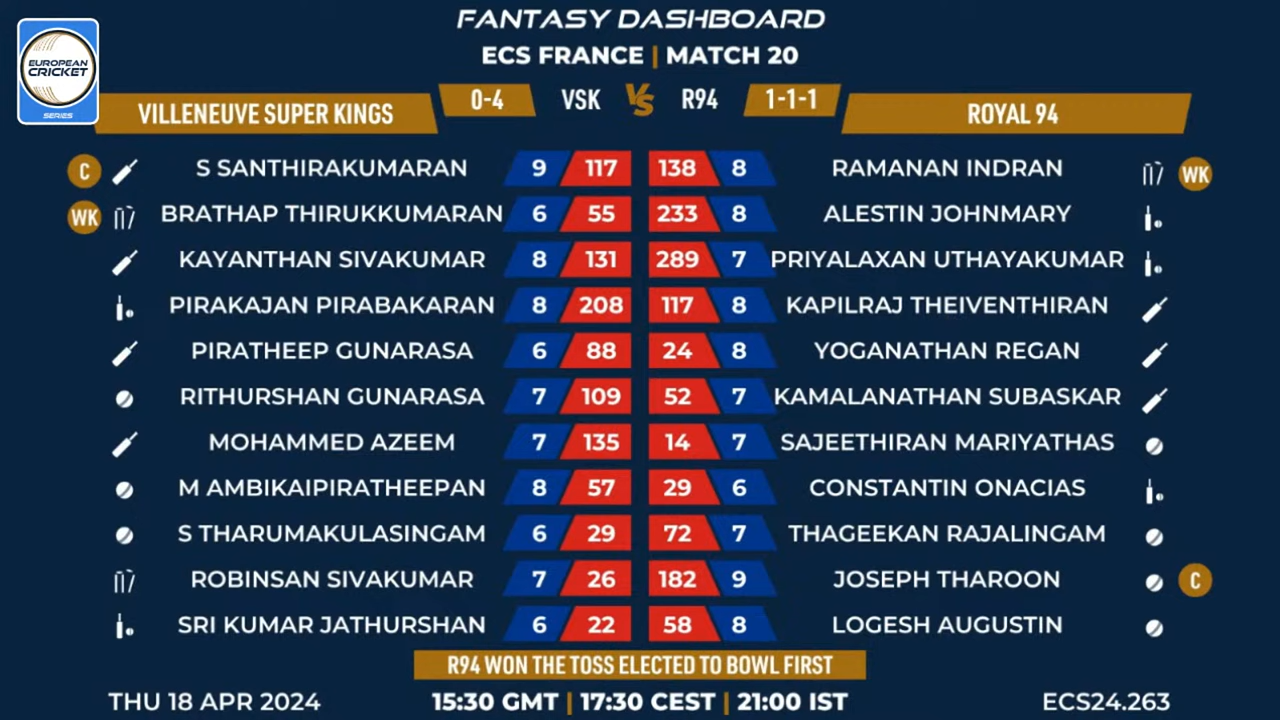 FANTASY DASHBOARD
ECS FRANCE | MATCH 20
EUROPEAN
CRICKET
SERIES
VILLENEUVE SUPER KINGS 0-4 VSK VS R94 1-1-1 ROYAL 94
C S SANTHIRAKUMARAN 9 117 138 8 RAMANAN INDRAN WK
WK BRATHAP THIRUKKUMARAN 6 55 233 8 ALESTIN JOHNMARY
KAYANTHAN SIVAKUMAR 8 131 289 7 PRIYALAXAN UTHAYAKUMAR
PIRAKAJAN PIRABAKARAN 8 208 117 8 KAPILRAJ THEIVENTHIRAN
PIRATHEEP GUNARASA 6 88 24 8 YOGANATHAN REGAN
RITHURSHAN GUNARASA 7 109 52 7 KAMALANATHAN SUBASKAR
MOHAMMED AZEEM 7 135 14 7 SAJEETHIRAN MARIYATHAS
M AMBIKAIPIRATHEEPAN 8 57 29 6 CONSTANTIN ONACIAS
S THARUMAKULASINGAM 6 29 72 7 THAGEEKAN RAJALINGAM
ROBINSAN SIVAKUMAR 7 26 182 9 JOSEPH THAROON C
SRI KUMAR JATHURSHAN 6 22 58 8 LOGESH AUGUSTIN
R94 WON THE TOSS ELECTED TO BOWL FIRST
THU 18 APR 2024 15:30 GMT | 17:30 CEST | 21:00 IST ECS24.263